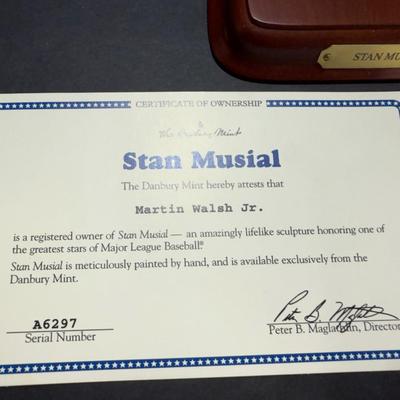 STAN MU
CERTIFICATE OF OWNERSHIP
The Danbury Mint
Stan Musial
The Danbury Mint hereby attests that
Martin Walsh Jr.
is a registered owner of Stan Musial — an amazingly lifelike sculpture honoring one of
the greatest stars of Major League Baseball®
Stan Musial is meticulously painted by hand, and is available exclusively from the
Danbury Mint.
A6297
Serial Number
Peter B. Maglathlin, Director